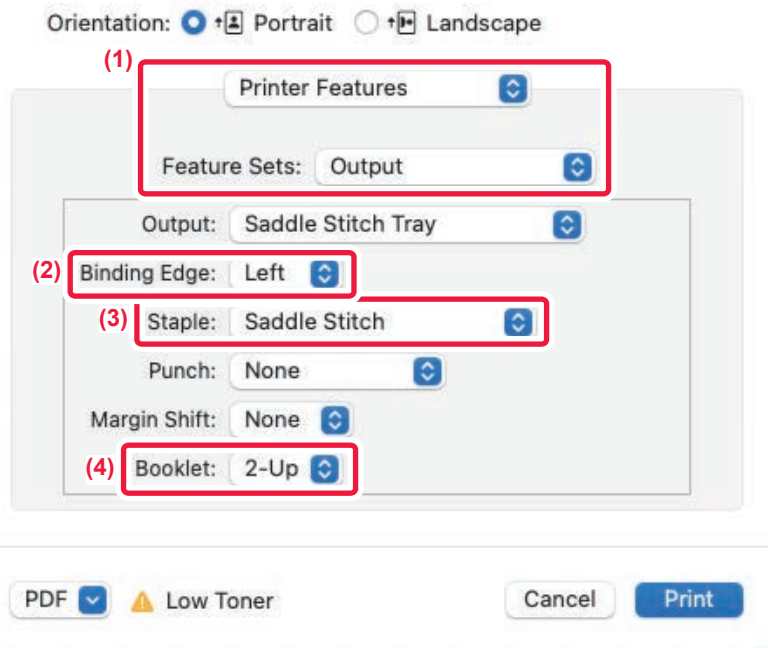 Orientation: Portrait Landscape
(1)
Printer Features
Feature Sets: Output
Output: Saddle Stitch Tray
(2) Binding Edge: Left
(3) Staple: Saddle Stitch
Punch: None
Margin Shift: None
(4) Booklet: 2-Up
PDF Low Toner Cancel Print